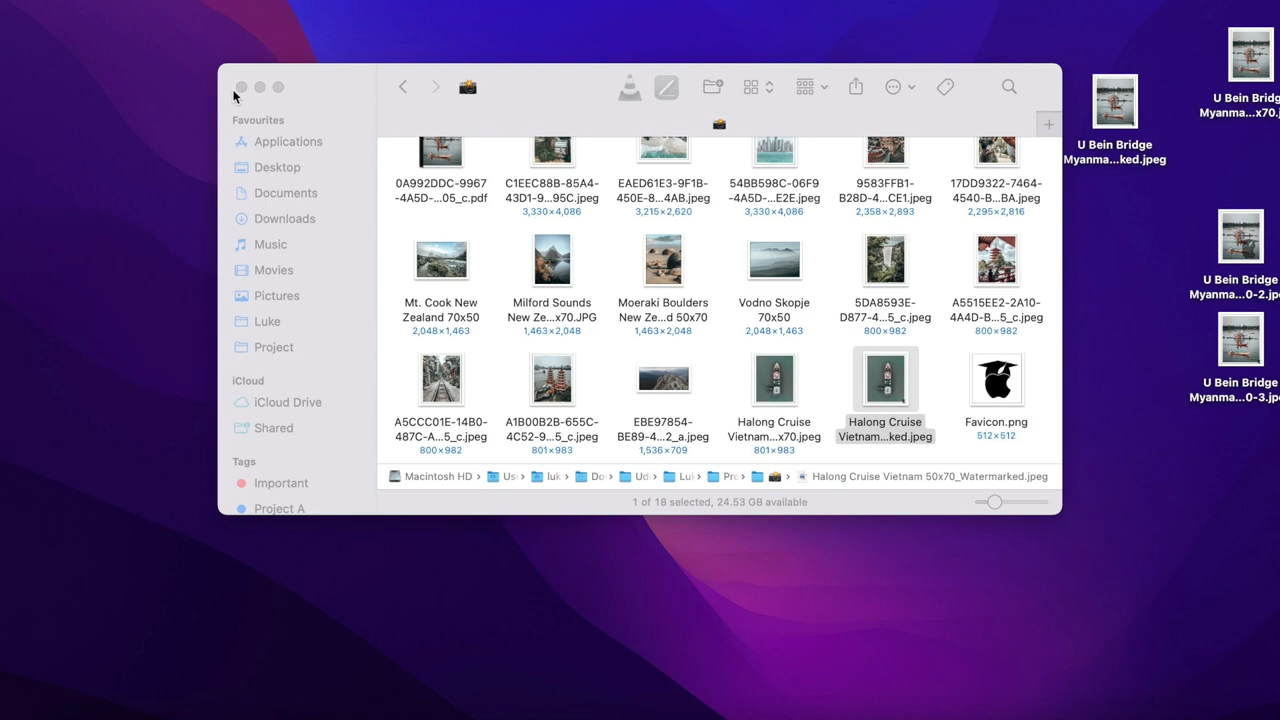 Favourites
Applications
Desktop
Documents
Downloads
Music
Movies
Pictures
Luke
Project
iCloud
iCloud Drive
Shared
Tags
Important
Project A
0A992DDC-9967
-4A5D-...05_c.pdf
C1EEC88B-85A4-
43D1-9...95C.jpeg
3,330×4,086
EAED61E3-9F1B-
450E-8...4AB.jpeg
3,215×2,620
54BB598C-06F9
-4A5D-...E2E.jpeg
3,330×4,086
9583FFB1-
B28D-4...CE1.jpeg
2,358×2,893
17DD9322-7464-
4540-B...BA.jpeg
2,295×2,816
Mt. Cook New
Zealand 70x50
2,048×1,463
Milford Sounds
New Ze...x70.JPG
1,463×2,048
Moeraki Boulders
New Ze...d 50x70
1,463×2,048
Vodno Skopje
70x50
2,048×1,463
5DA8593E-
D877-4...5_c.jpeg
800×982
A5515EE2-2A10-
4A4D-B...5_c.jpeg
800×982
A5CCC01E-14B0-
487C-A...5_c.jpeg
800×982
A1B00B2B-655C-
4C52-9...5_c.jpeg
801×983
EBE97854-
BE89-4...2_a.jpeg
1,536×709
Halong Cruise
Vietnam...x70.jpeg
801×983
Halong Cruise
Vietnam...ked.jpeg
Favicon.png
512×512
Macintosh HD › Us › luk › Do › Ud › Lu › Pro › › Halong Cruise Vietnam 50x70_Watermarked.jpeg
1 of 18 selected, 24.53 GB available
U Bein Bridge
Myanma...ked.jpeg
U Bein Bridge
Myanma...x70.
U Bein Bridge
Myanma...0-2.jp
U Bein Bridge
Myanma...0-3.jp